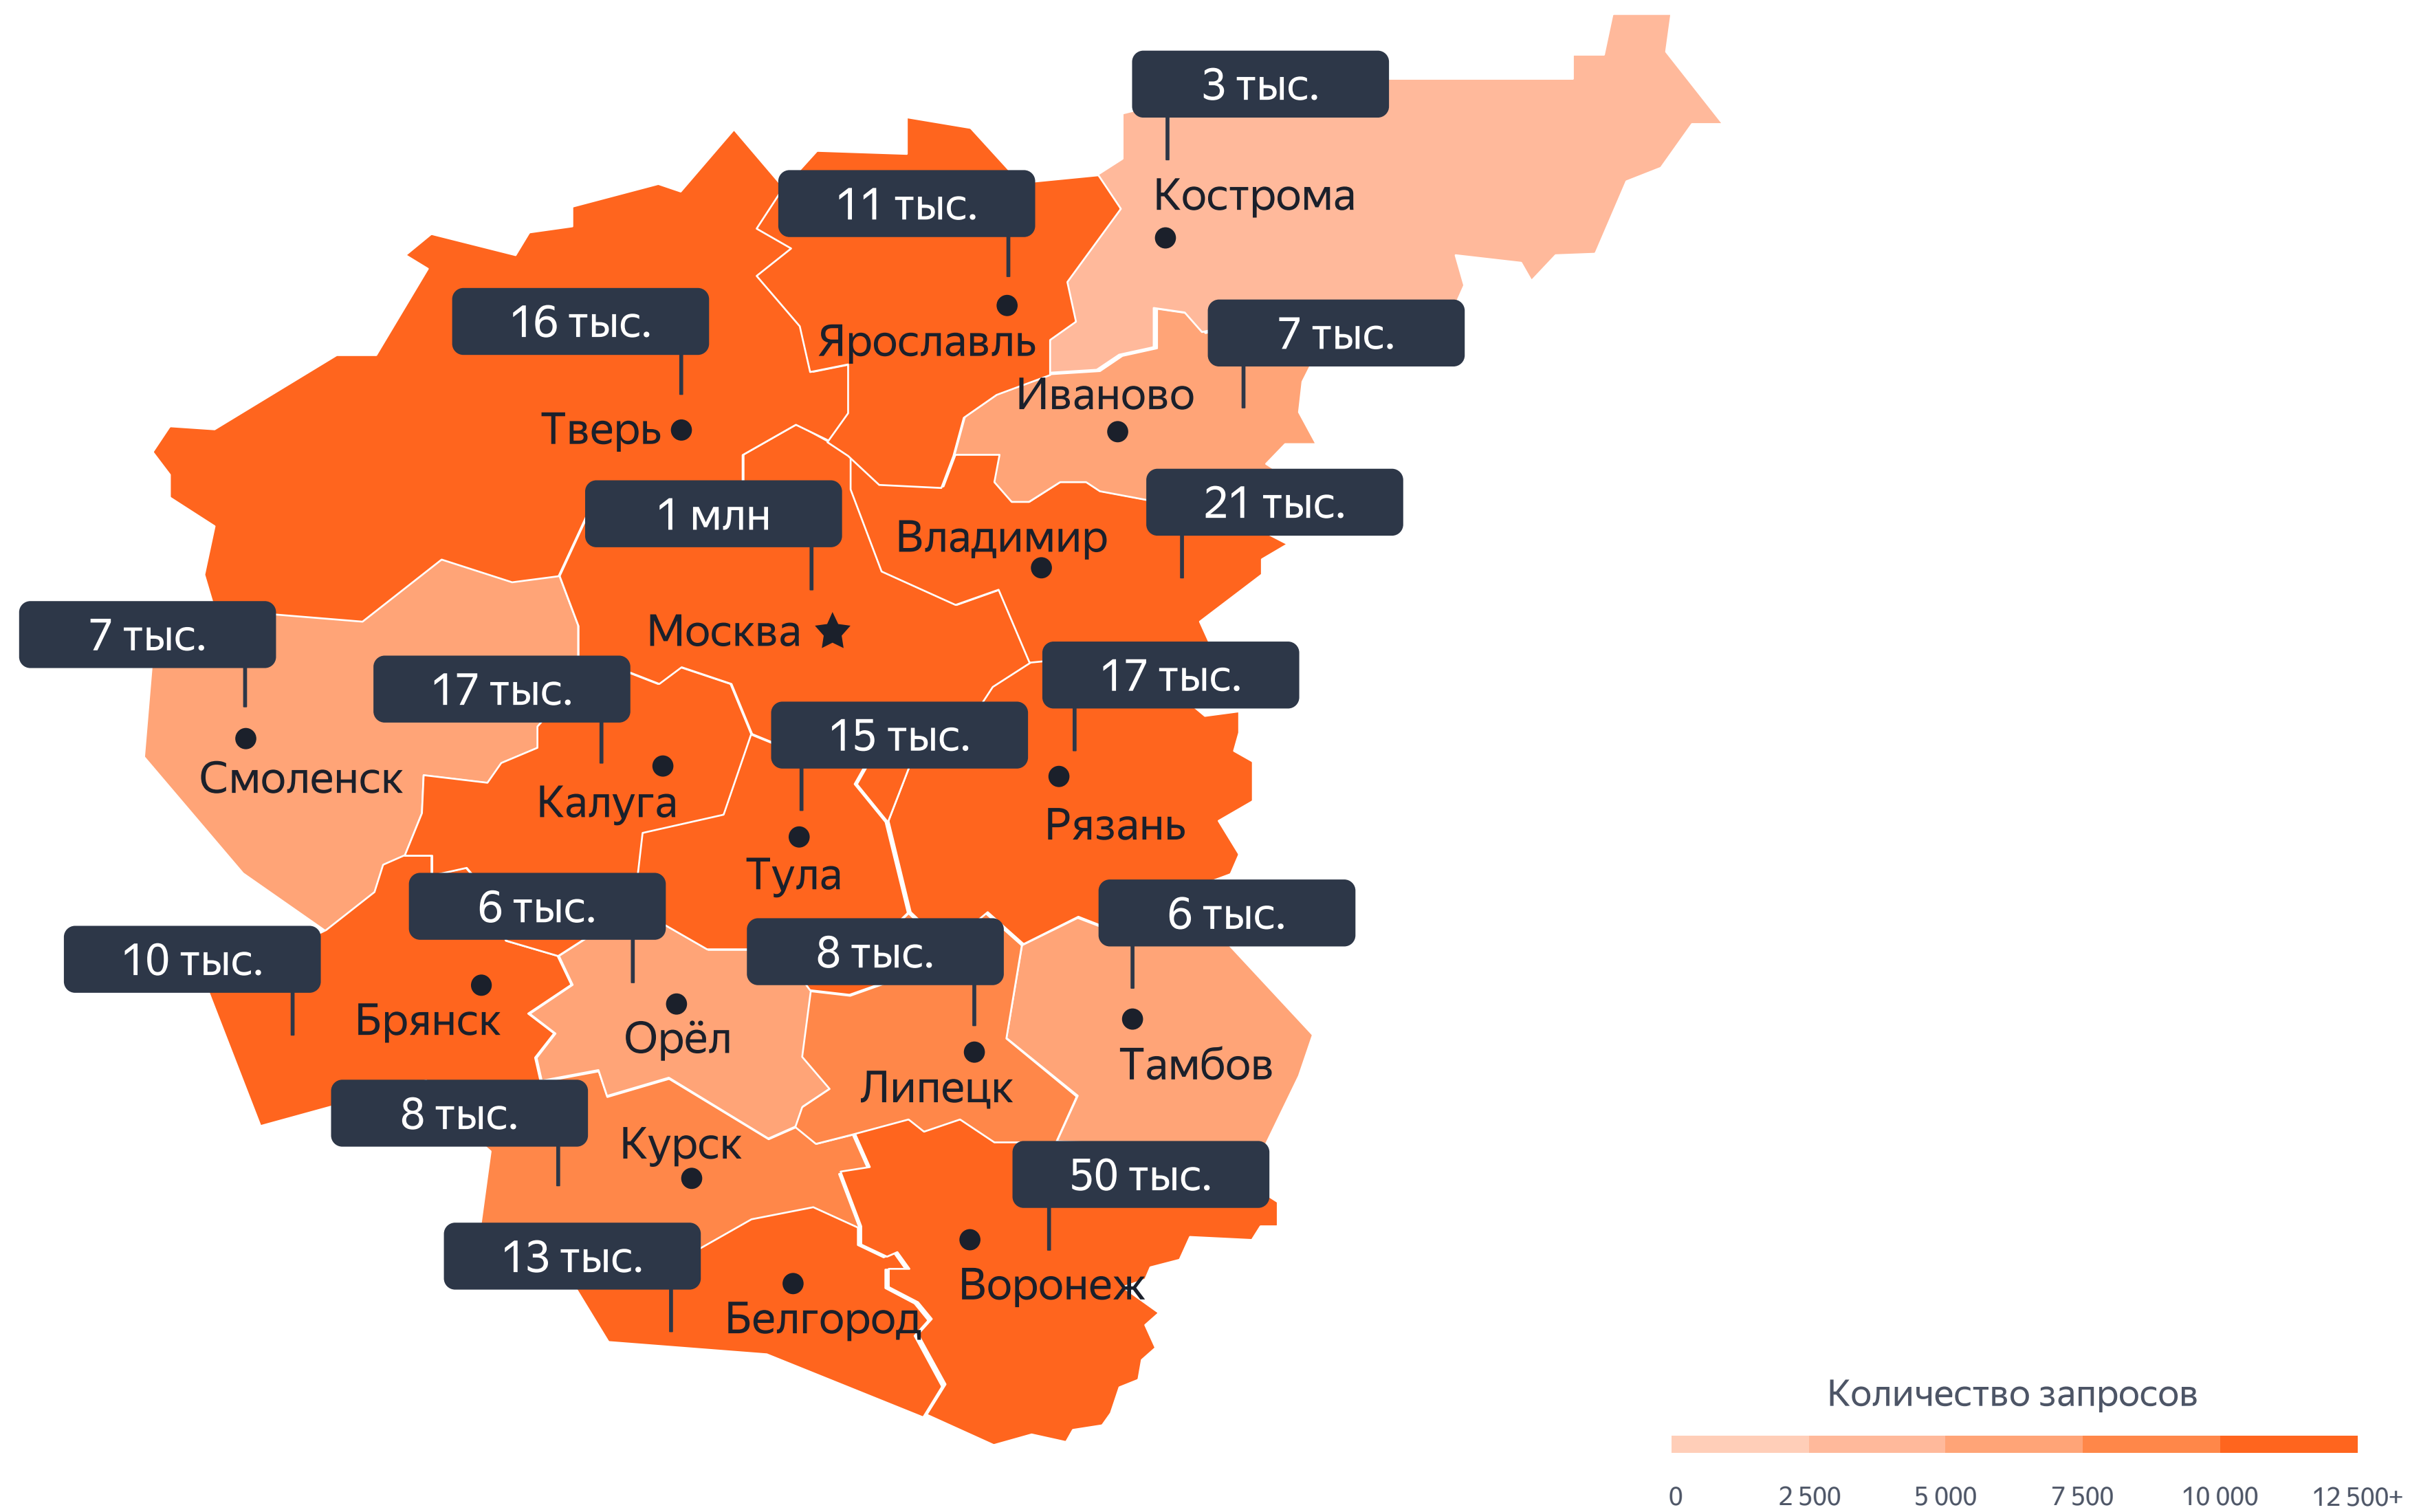 3 тыс.
Кострома
11 тыс.
Ярославль
16 тыс.
Тверь
7 тыс.
Иваново
1 млн
Москва
21 тыс.
Владимир
7 тыс.
Смоленск
17 тыс.
Калуга
15 тыс.
Тула
17 тыс.
Рязань
10 тыс.
Брянск
6 тыс.
Орёл
8 тыс.
Липецк
6 тыс.
Тамбов
8 тыс.
Курск
50 тыс.
Воронеж
13 тыс.
Белгород
Количество запросов
0 2 500 5 000 7 500 10 000 12 500+